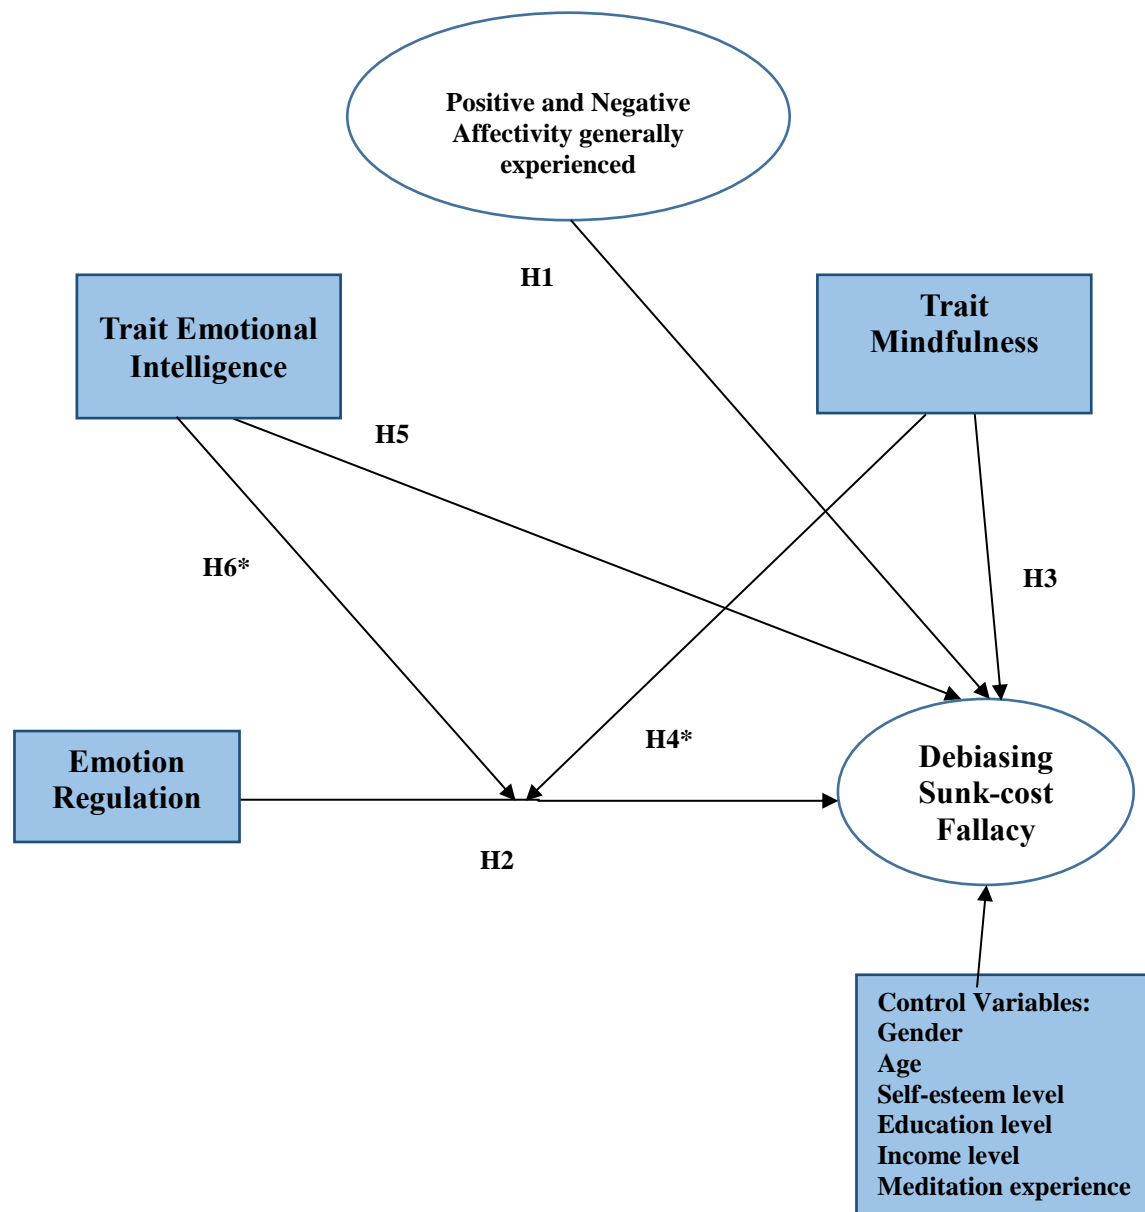 Positive and Negative
Affectivity generally
experienced
H1
Trait Emotional
Intelligence
Trait
Mindfulness
H5
H6*
H3
H4*
Emotion
Regulation
H2
Debiasing
Sunk-cost
Fallacy
Control Variables:
Gender
Age
Self-esteem level
Education level
Income level
Meditation experience